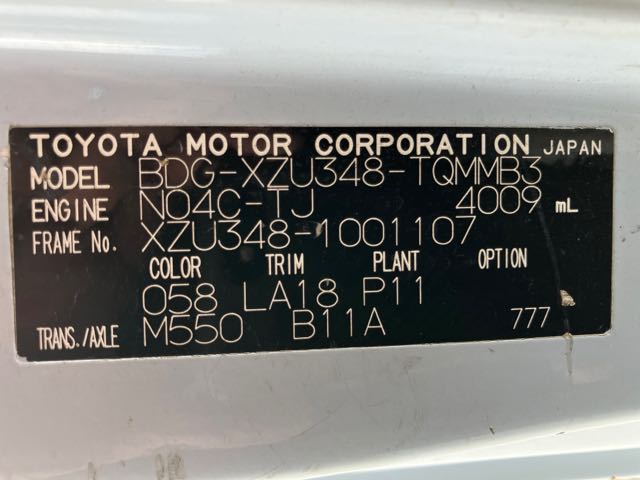 TOYOTA MOTOR CORPORATION JAPAN
MODEL BDG-XZU348-TQMMB3
ENGINE N04C-TJ 4009 mL
FRAME No. XZU348-1001107
COLOR TRIM PLANT OPTION
058 LA18 P11
TRANS./AXLE M550 B11A 777